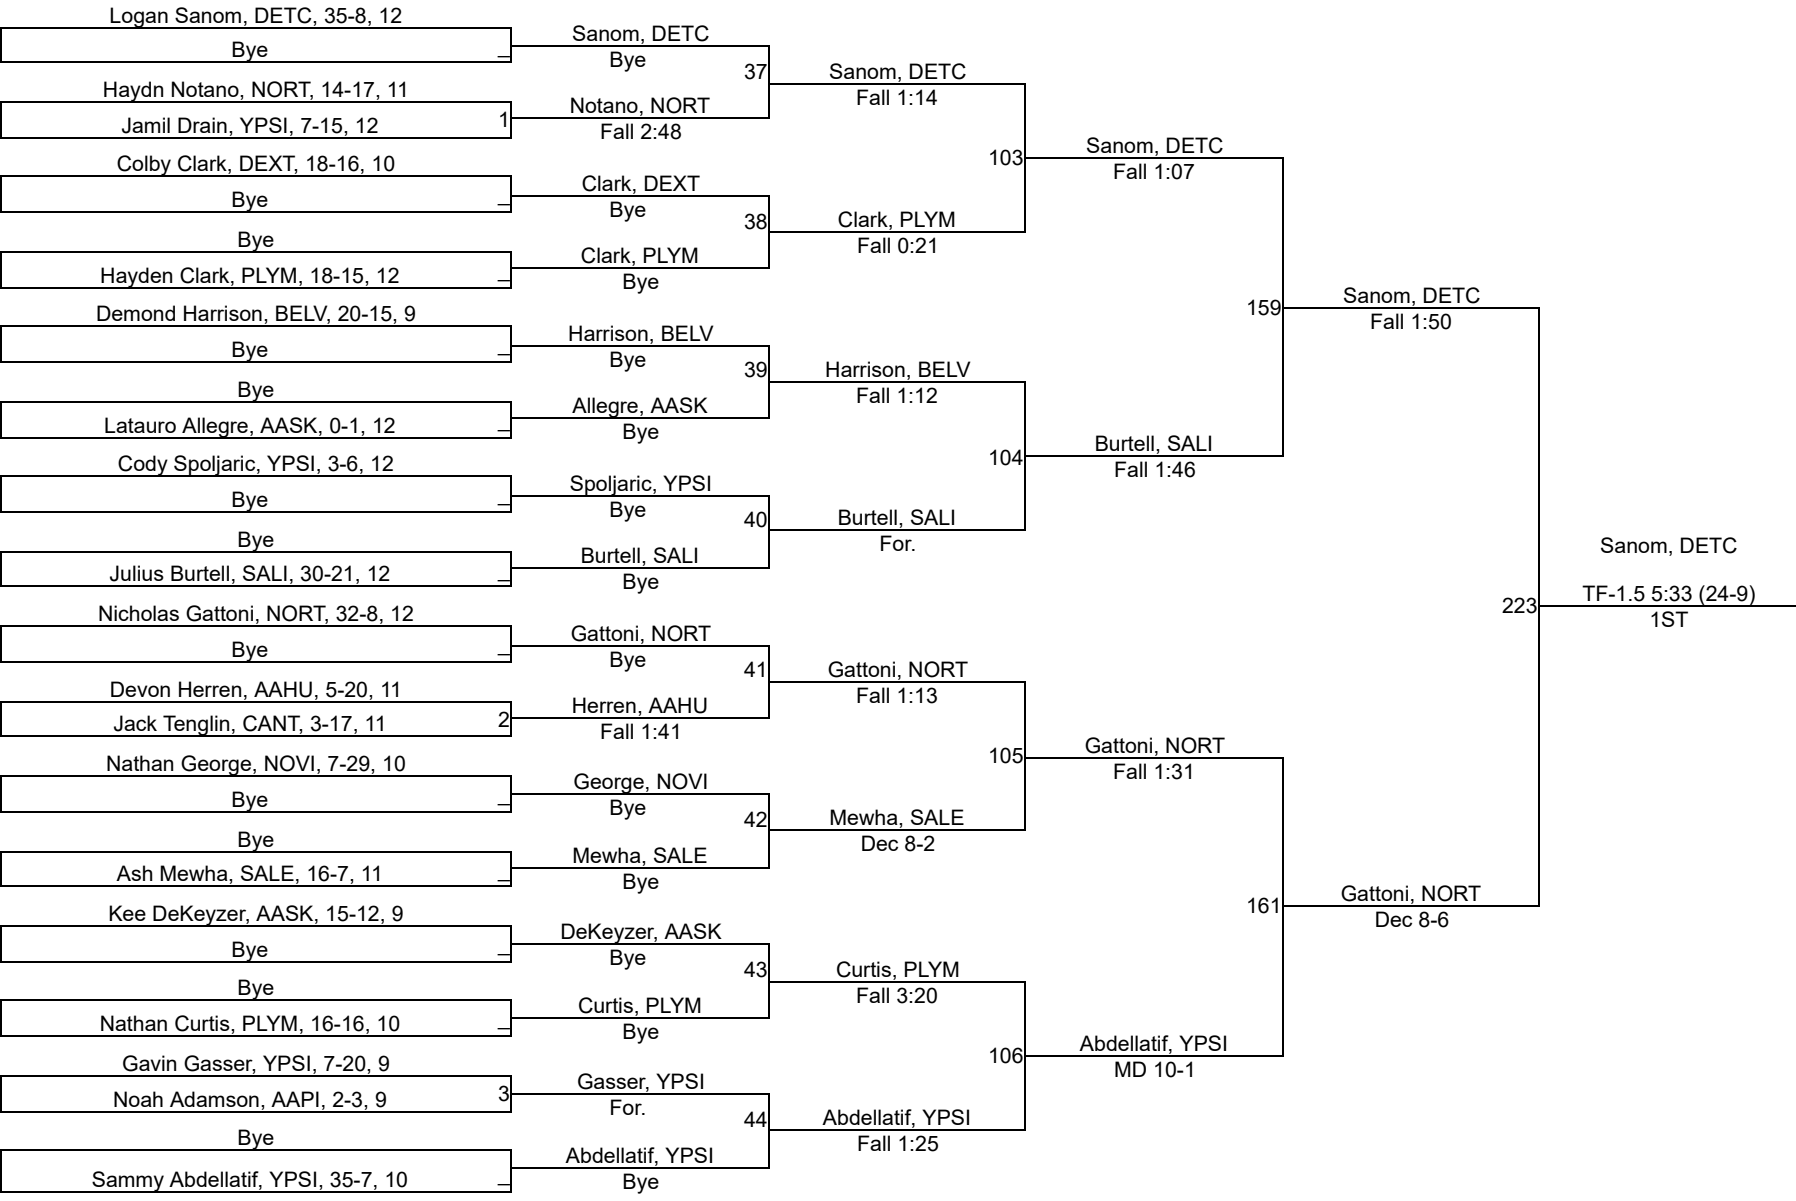 Logan Sanom, DETC, 35-8, 12
Bye
_
Haydn Notano, NORT, 14-17, 11
Jamil Drain, YPSI, 7-15, 12
1
Colby Clark, DEXT, 18-16, 10
Bye
_
Bye
Hayden Clark, PLYM, 18-15, 12
_
Demond Harrison, BELV, 20-15, 9
Bye
_
Bye
Latauro Allegre, AASK, 0-1, 12
_
Cody Spoljaric, YPSI, 3-6, 12
Bye
_
Bye
Julius Burtell, SALI, 30-21, 12
_
Nicholas Gattoni, NORT, 32-8, 12
Bye
_
Devon Herren, AAHU, 5-20, 11
Jack Tenglin, CANT, 3-17, 11
2
Nathan George, NOVI, 7-29, 10
Bye
_
Bye
Ash Mewha, SALE, 16-7, 11
_
Kee DeKeyzer, AASK, 15-12, 9
Bye
_
Bye
Nathan Curtis, PLYM, 16-16, 10
_
Gavin Gasser, YPSI, 7-20, 9
Noah Adamson, AAPI, 2-3, 9
3
Bye
Sammy Abdellatif, YPSI, 35-7, 10
_
Sanom, DETC
Bye
37
Notano, NORT
Fall 2:48
Clark, DEXT
Bye
38
Clark, PLYM
Bye
Harrison, BELV
Bye
39
Allegre, AASK
Bye
Spoljaric, YPSI
Bye
40
Burtell, SALI
Bye
Gattoni, NORT
Bye
41
Herren, AAHU
Fall 1:41
George, NOVI
Bye
42
Mewha, SALE
Bye
DeKeyzer, AASK
Bye
43
Curtis, PLYM
Bye
Gasser, YPSI
For.
44
Abdellatif, YPSI
Bye
Sanom, DETC
Fall 1:14
103
Clark, PLYM
Fall 0:21
Harrison, BELV
Fall 1:12
104
Burtell, SALI
For.
Gattoni, NORT
Fall 1:13
105
Mewha, SALE
Dec 8-2
Curtis, PLYM
Fall 3:20
106
Abdellatif, YPSI
Fall 1:25
Sanom, DETC
Fall 1:07
159
Burtell, SALI
Fall 1:46
Gattoni, NORT
Fall 1:31
161
Abdellatif, YPSI
MD 10-1
Sanom, DETC
Fall 1:50
223
Gattoni, NORT
Dec 8-6
Sanom, DETC
TF-1.5 5:33 (24-9)
1ST